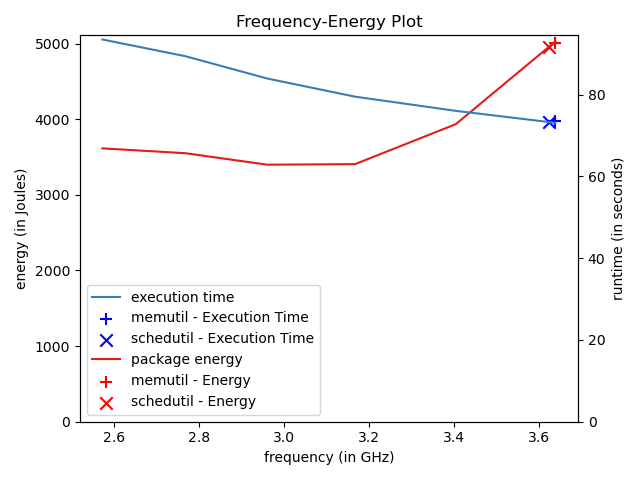 Frequency-Energy Plot
5000
4000
3000
2000
1000
0
energy (in Joules)
80
60
40
20
0
runtime (in seconds)
execution time
memutil - Execution Time
schedutil - Execution Time
package energy
memutil - Energy
schedutil - Energy
2.6 2.8 3.0 3.2 3.4 3.6
frequency (in GHz)